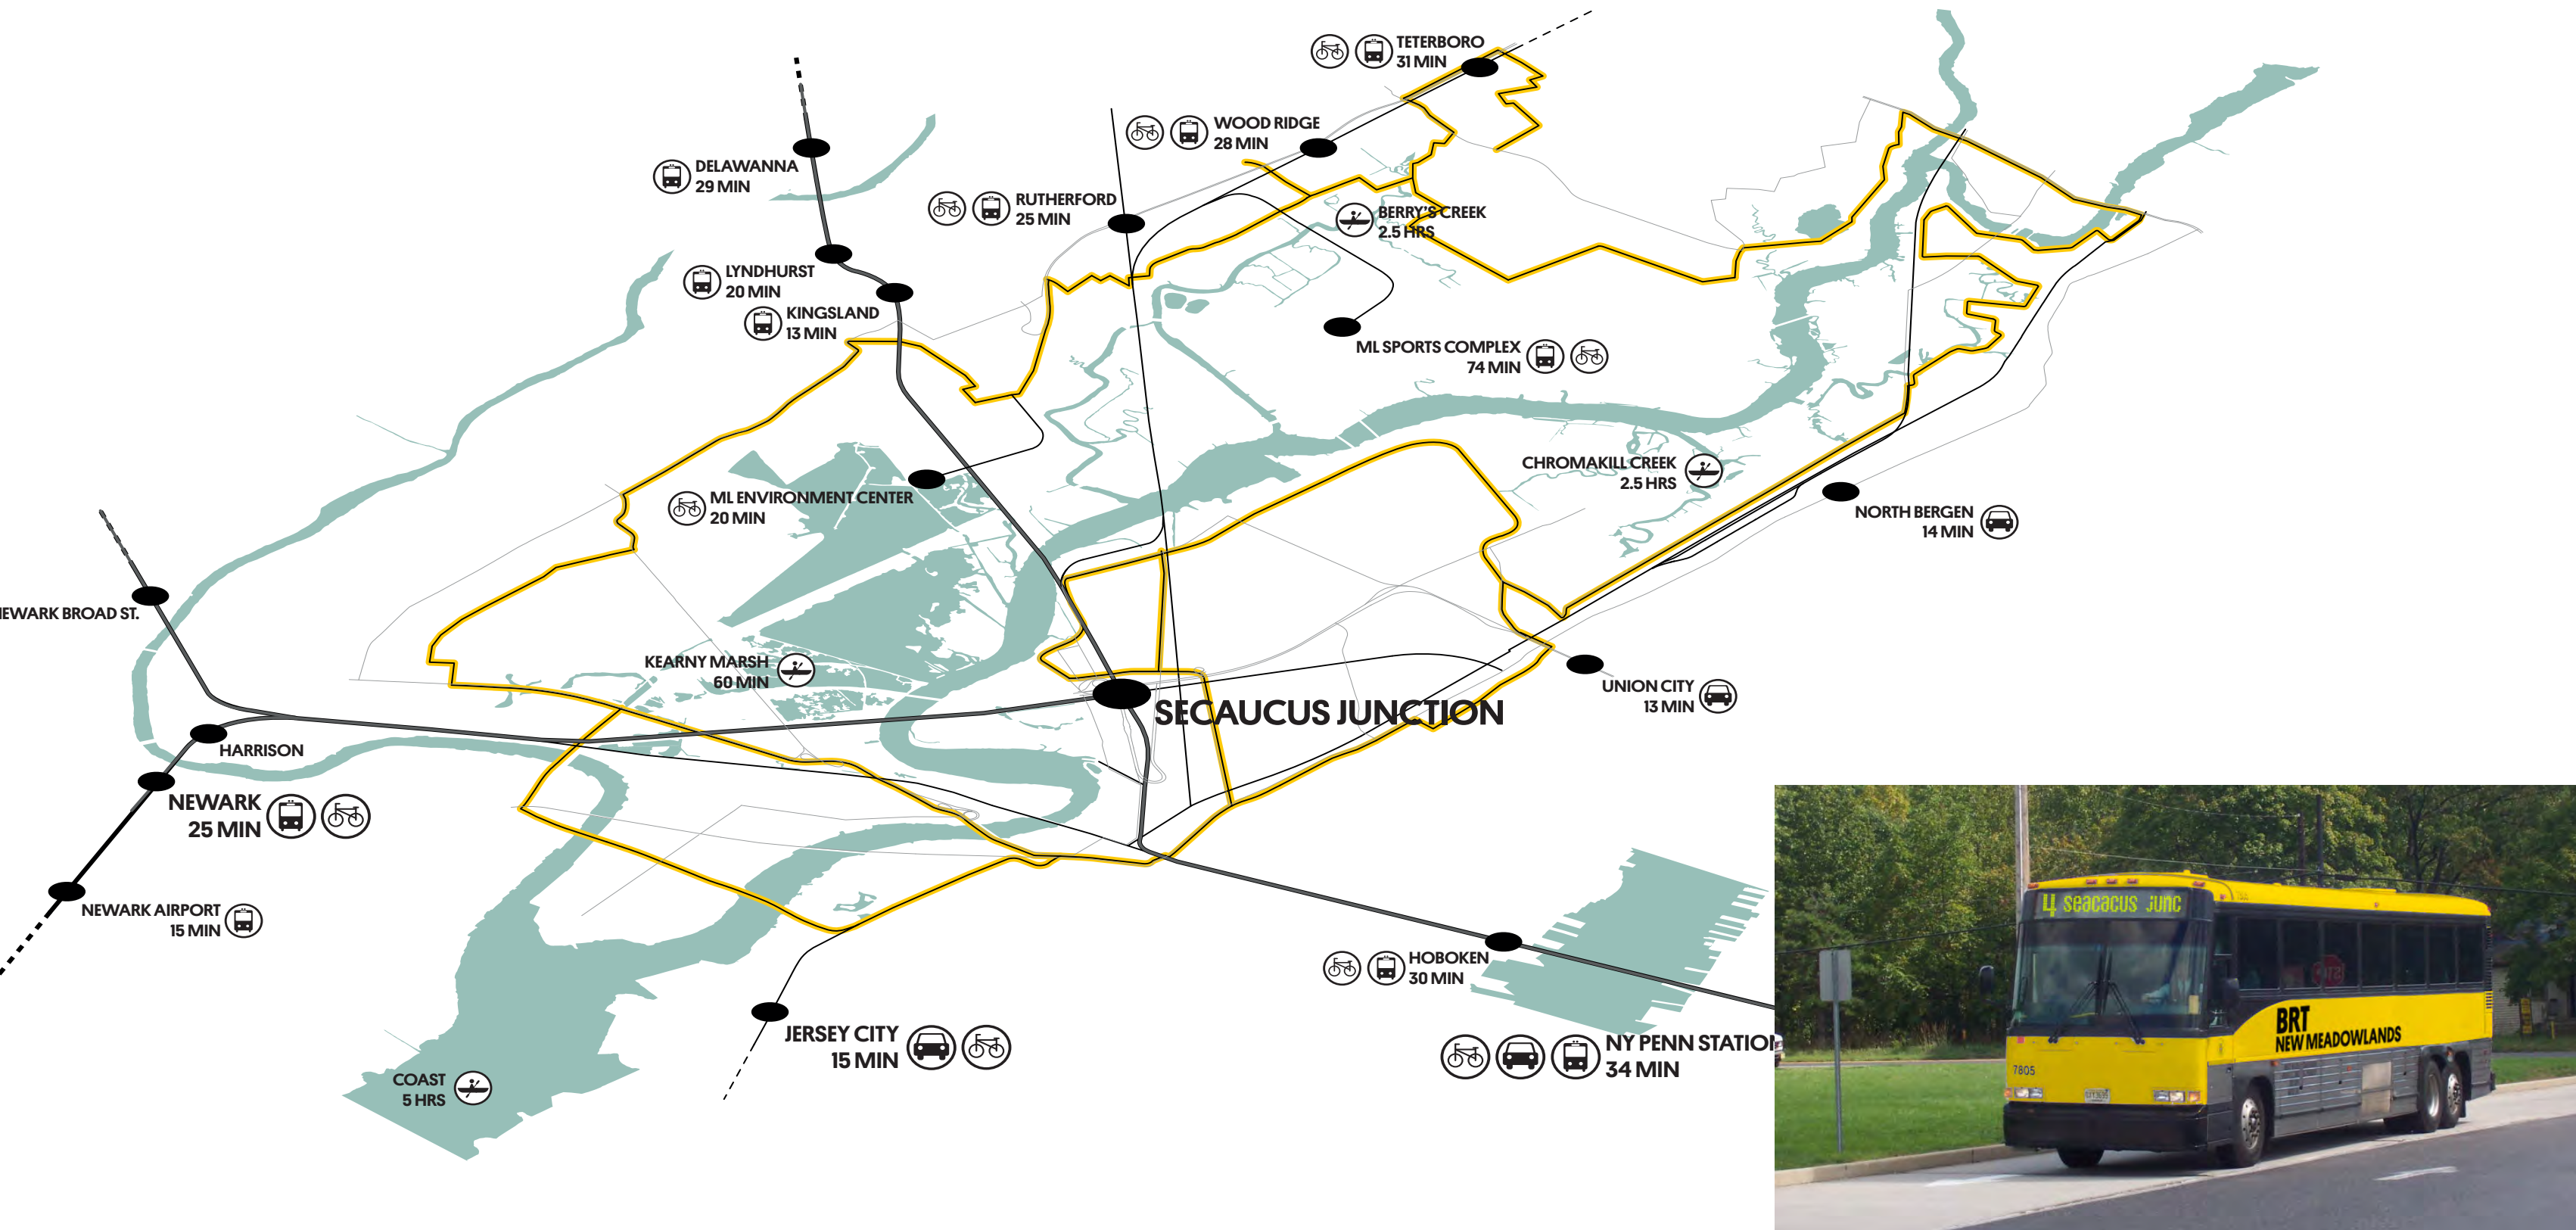 TETERBORO
31 MIN
WOOD RIDGE
28 MIN
DELAWANNA
29 MIN
RUTHERFORD
25 MIN
BERRY'S CREEK
2.5 HRS
LYNDHURST
20 MIN
KINGSLAND
13 MIN
ML SPORTS COMPLEX
74 MIN
CHROMAKILL CREEK
2.5 HRS
ML ENVIRONMENT CENTER
20 MIN
NORTH BERGEN
14 MIN
NEWARK BROAD ST.
KEARNY MARSH
60 MIN
UNION CITY
13 MIN
SECAUCUS JUNCTION
HARRISON
NEWARK
25 MIN
NEWARK AIRPORT
15 MIN
HOBOKEN
30 MIN
JERSEY CITY
15 MIN
NY PENN STATION
34 MIN
COAST
5 HRS
4 seacacus junc
BRT
NEW MEADOWLANDS
7805